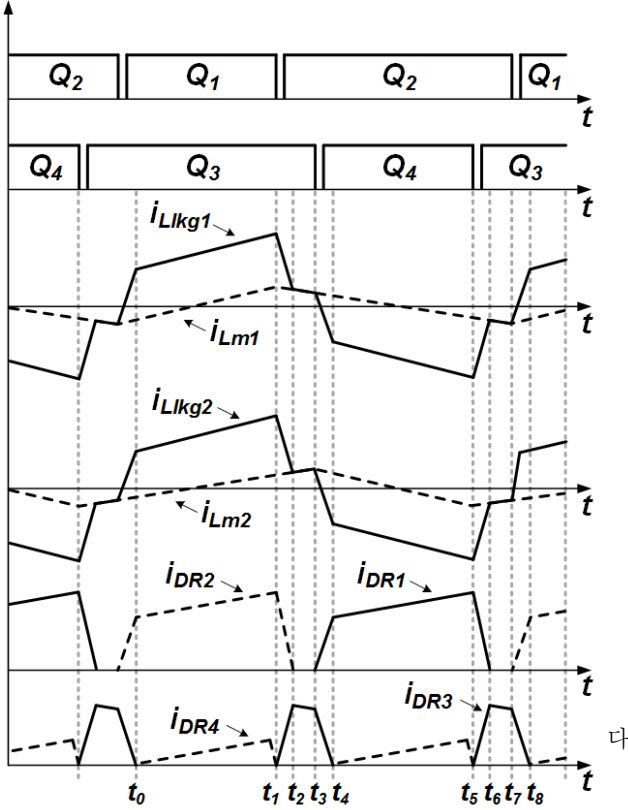 Q2 Q1 Q2 Q1
t
Q4 Q3 Q4 Q3
t
iLlkg1
iLm1
t
iLlkg2
iLm2
t
iDR2 iDR1
t
iDR4 iDR3
다
t
t0 t1 t2 t3 t4 t5 t6 t7 t8